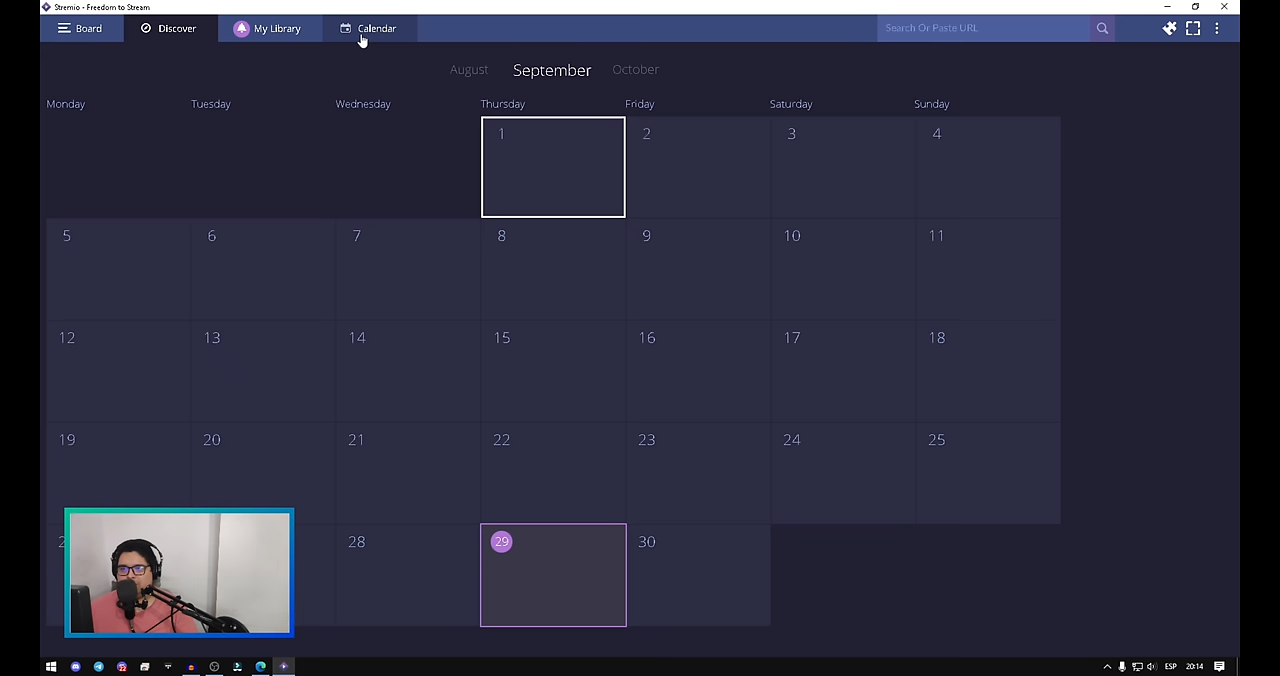 Stremio - Freedom to Stream
Board Discover My Library Calendar Search Or Paste URL
August September October
Monday Tuesday Wednesday Thursday Friday Saturday Sunday
1 2 3 4
5 6 7 8 9 10 11
12 13 14 15 16 17 18
19 20 21 22 23 24 25
28 29 30
22 ESP 20:14